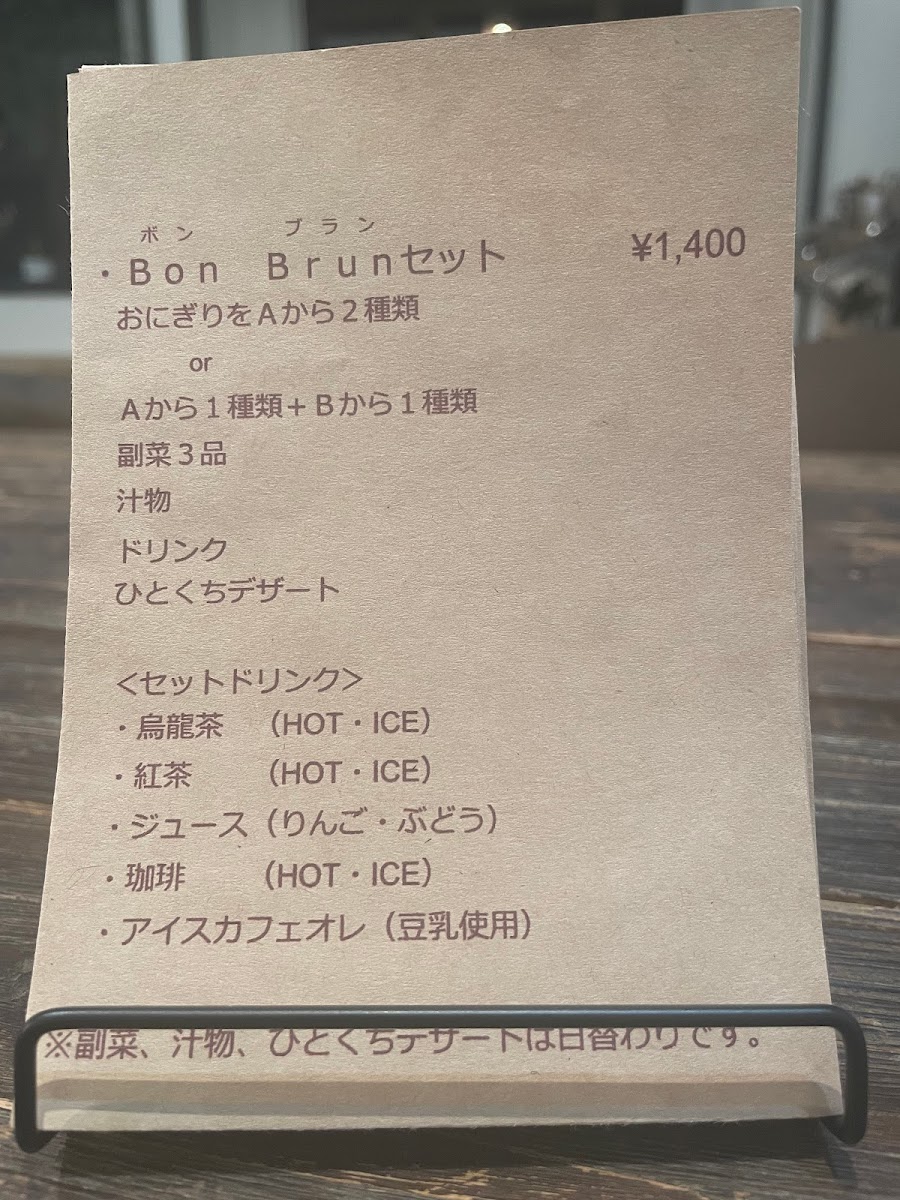 ボン ブラン
・Ｂｏｎ　Ｂｒｕｎセット ¥1,400
おにぎりをＡから２種類
or
Ａから１種類＋Ｂから１種類
副菜３品
汁物
ドリンク
ひとくちデザート
＜セットドリンク＞
・烏龍茶　（HOT・ICE）
・紅茶　　（HOT・ICE）
・ジュース（りんご・ぶどう）
・珈琲　　（HOT・ICE）
・アイスカフェオレ（豆乳使用）
※副菜、汁物、ひとくちデザートは日替わりです。